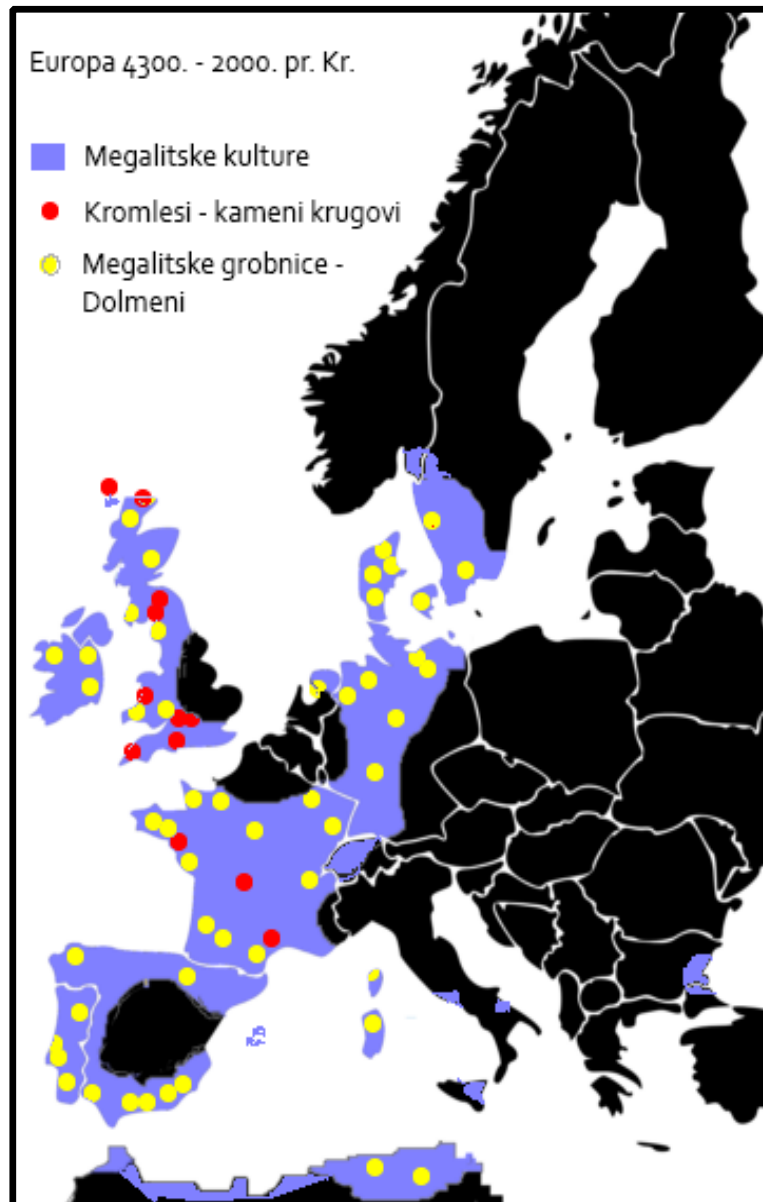 Europa 4300. - 2000. pr. Kr.
Megalitske kulture
Kromlesi - kameni krugovi
Megalitske grobnice -
Dolmeni